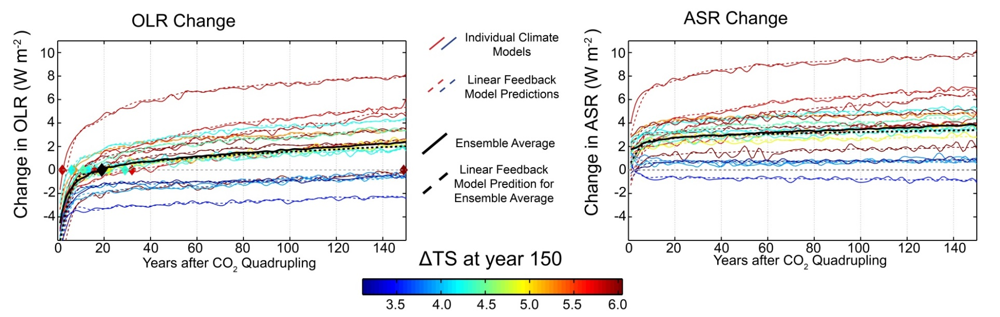 OLR Change
Change in OLR (W m-2)
10
8
6
4
2
0
-2
-4
0 20 40 60 80 100 120 140
Years after CO2 Quadrupling
Individual Climate
Models
Linear Feedback
Model Predictions
Ensemble Average
Linear Feedback
Model Predition for
Ensemble Average
ASR Change
Change in ASR (W m-2)
10
8
6
4
2
0
-2
-4
0 20 40 60 80 100 120 140
Years after CO2 Quadrupling
ΔTS at year 150
3.5 4.0 4.5 5.0 5.5 6.0